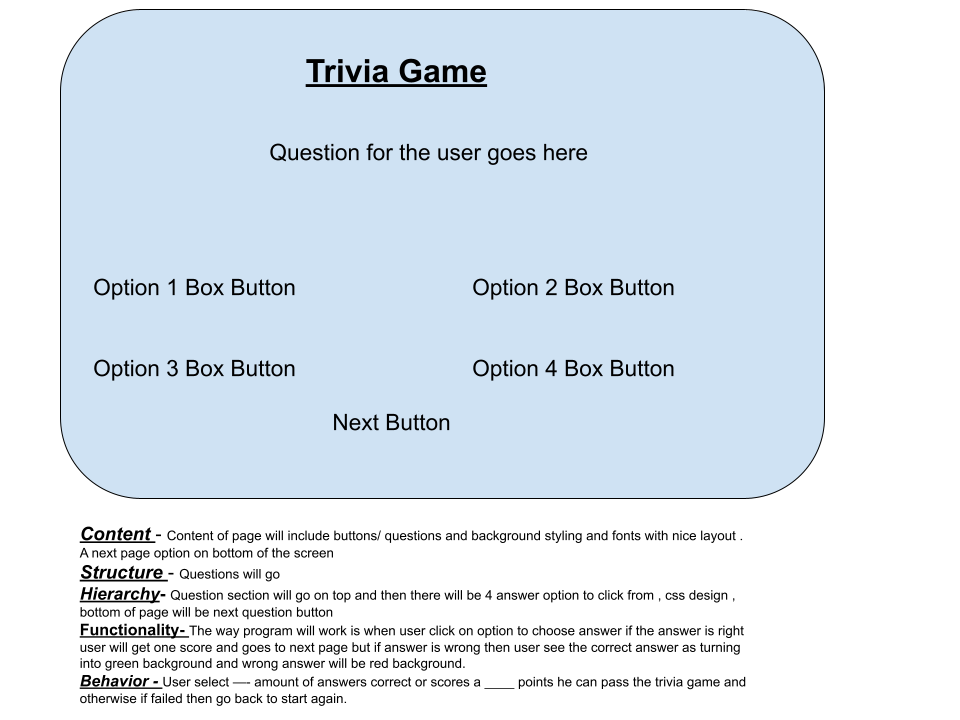 Trivia Game
Question for the user goes here
Option 1 Box Button Option 2 Box Button
Option 3 Box Button Option 4 Box Button
Next Button
Content - Content of page will include buttons/ questions and background styling and fonts with nice layout .
A next page option on bottom of the screen
Structure - Questions will go
Hierarchy- Question section will go on top and then there will be 4 answer option to click from , css design ,
bottom of page will be next question button
Functionality- The way program will work is when user click on option to choose answer if the answer is right
user will get one score and goes to next page but if answer is wrong then user see the correct answer as turning
into green background and wrong answer will be red background.
Behavior - User select —- amount of answers correct or scores a ____ points he can pass the trivia game and
otherwise if failed then go back to start again.